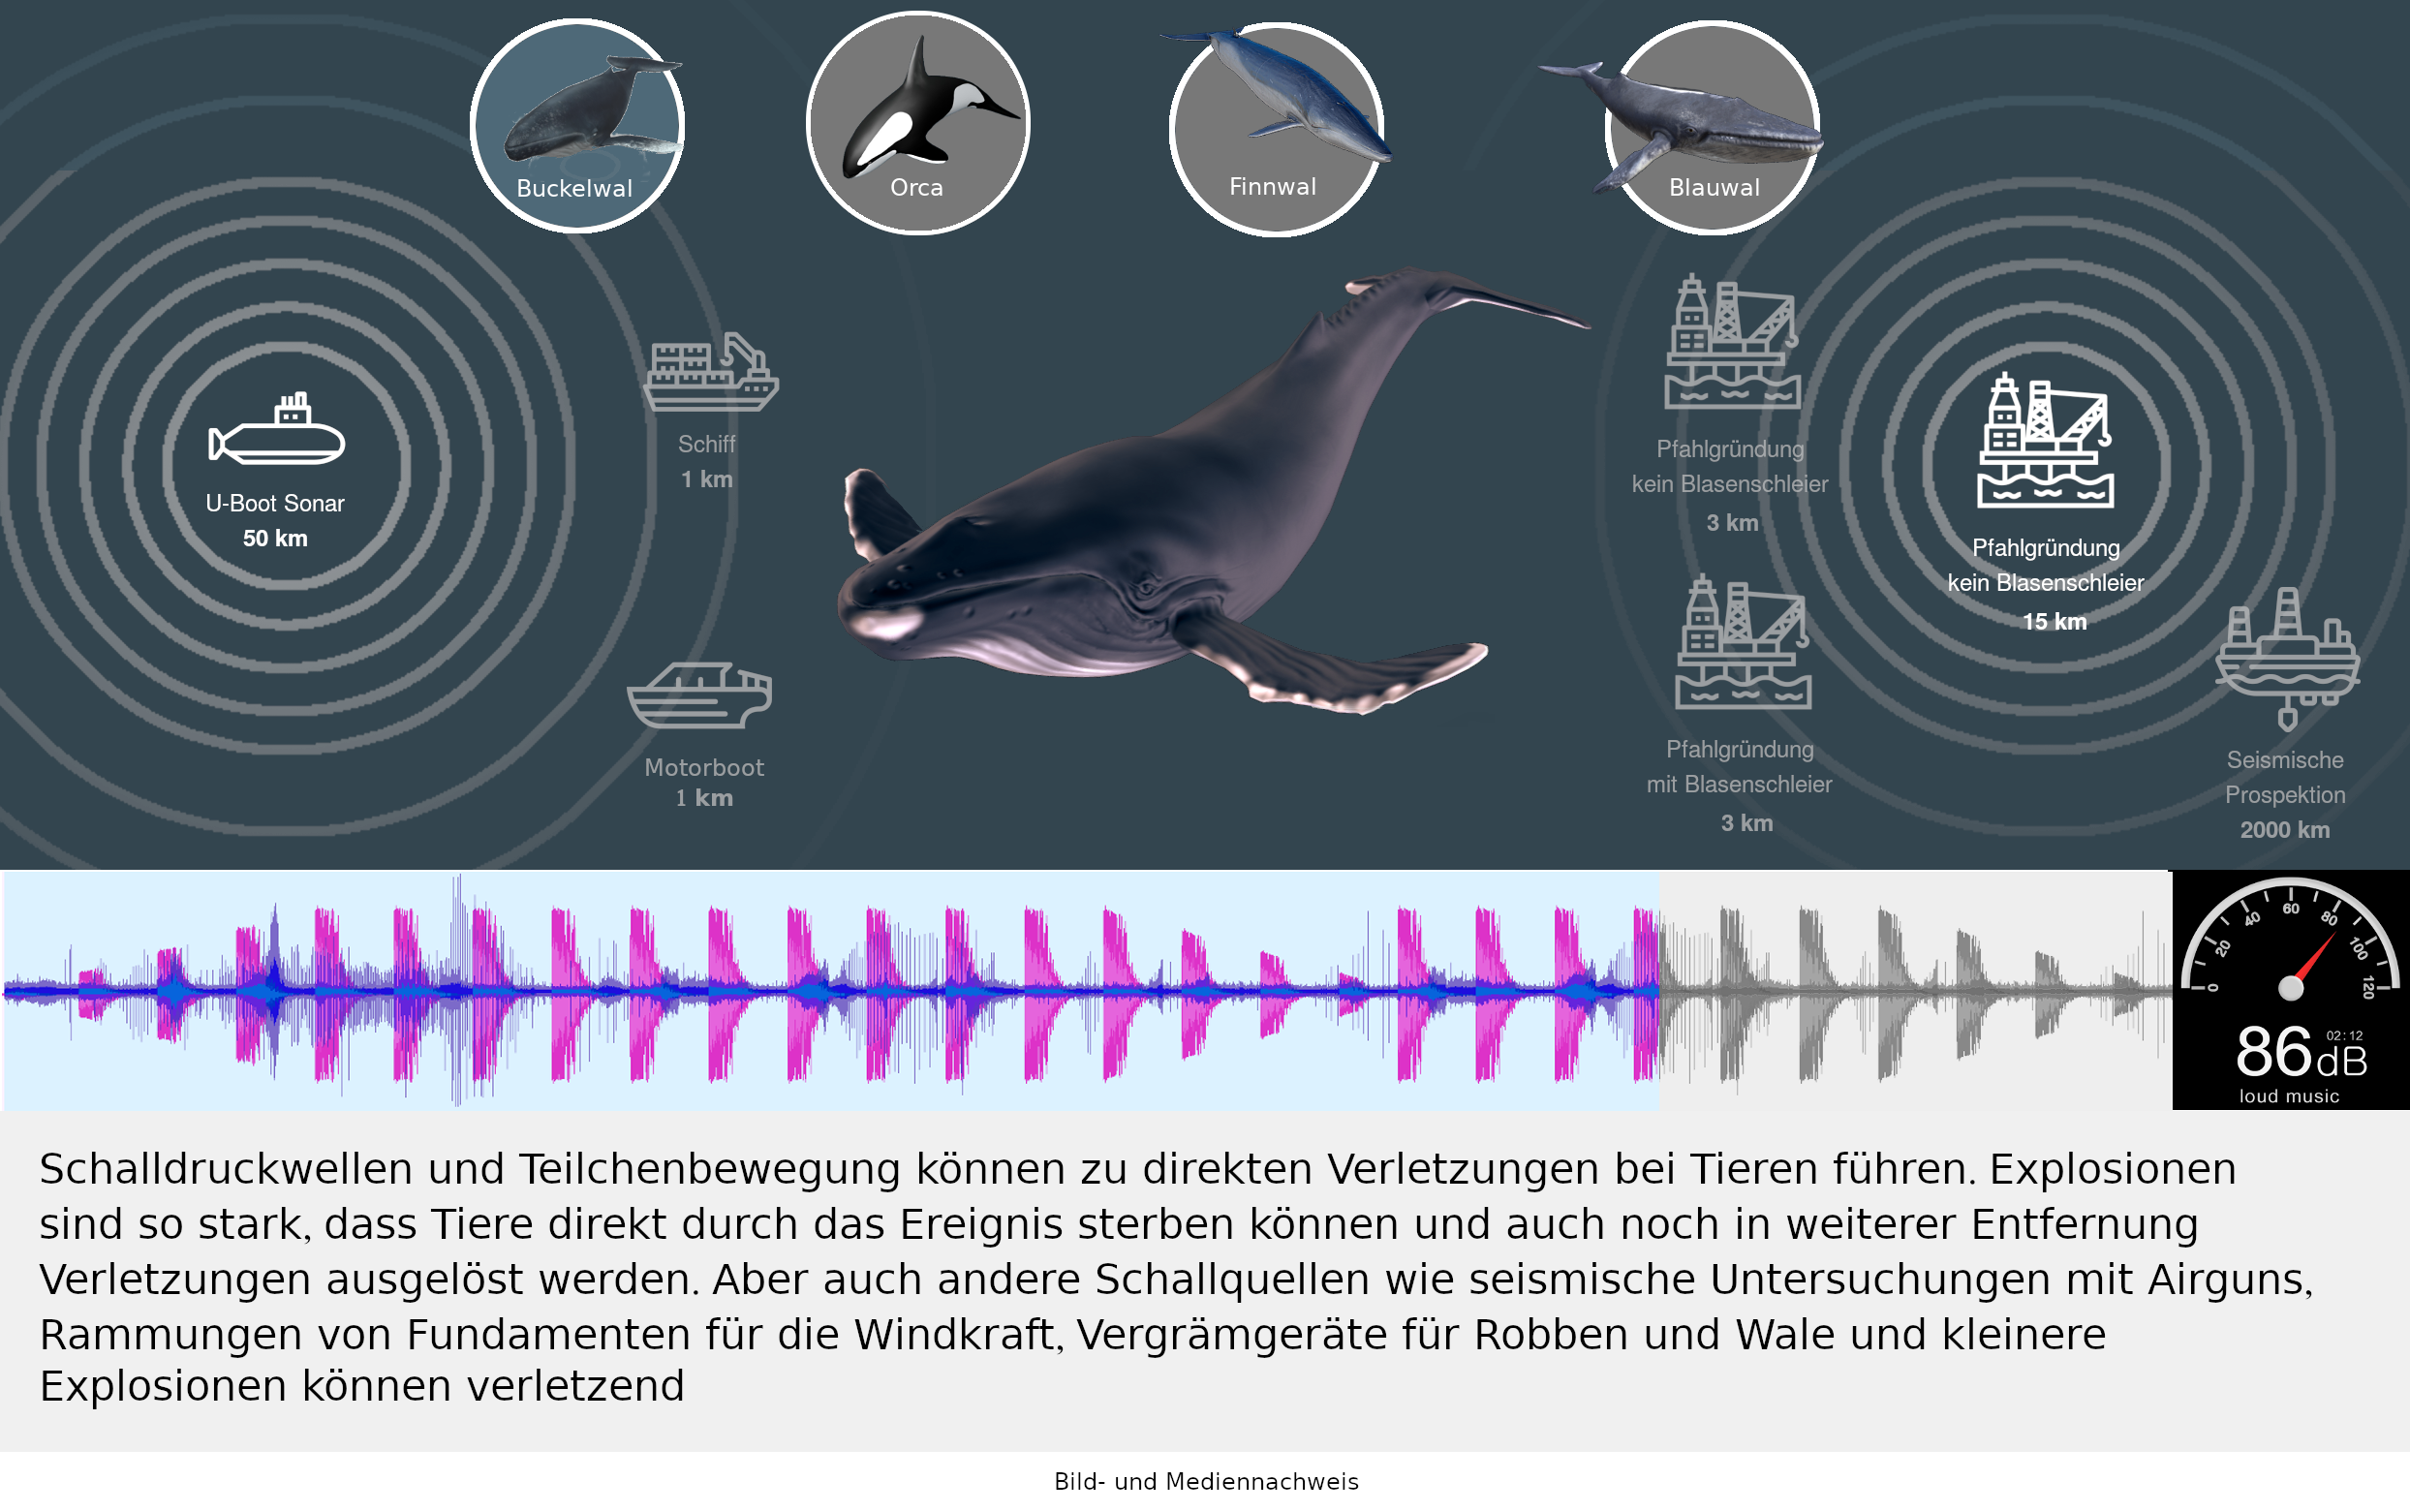 Buckelwal
Orca
Finnwal
Blauwal
U-Boot Sonar
50 km
Schiff
1 km
Motorboot
1 km
Pfahlgründung
kein Blasenschleier
3 km
Pfahlgründung
mit Blasenschleier
3 km
Pfahlgründung
kein Blasenschleier
15 km
Seismische
Prospektion
2000 km
0
20
40
60
80
100
120
02:12
86 dB
loud music
Schalldruckwellen und Teilchenbewegung können zu direkten Verletzungen bei Tieren führen. Explosionen
sind so stark, dass Tiere direkt durch das Ereignis sterben können und auch noch in weiterer Entfernung
Verletzungen ausgelöst werden. Aber auch andere Schallquellen wie seismische Untersuchungen mit Airguns,
Rammungen von Fundamenten für die Windkraft, Vergrämgeräte für Robben und Wale und kleinere
Explosionen können verletzend
Bild- und Mediennachweis